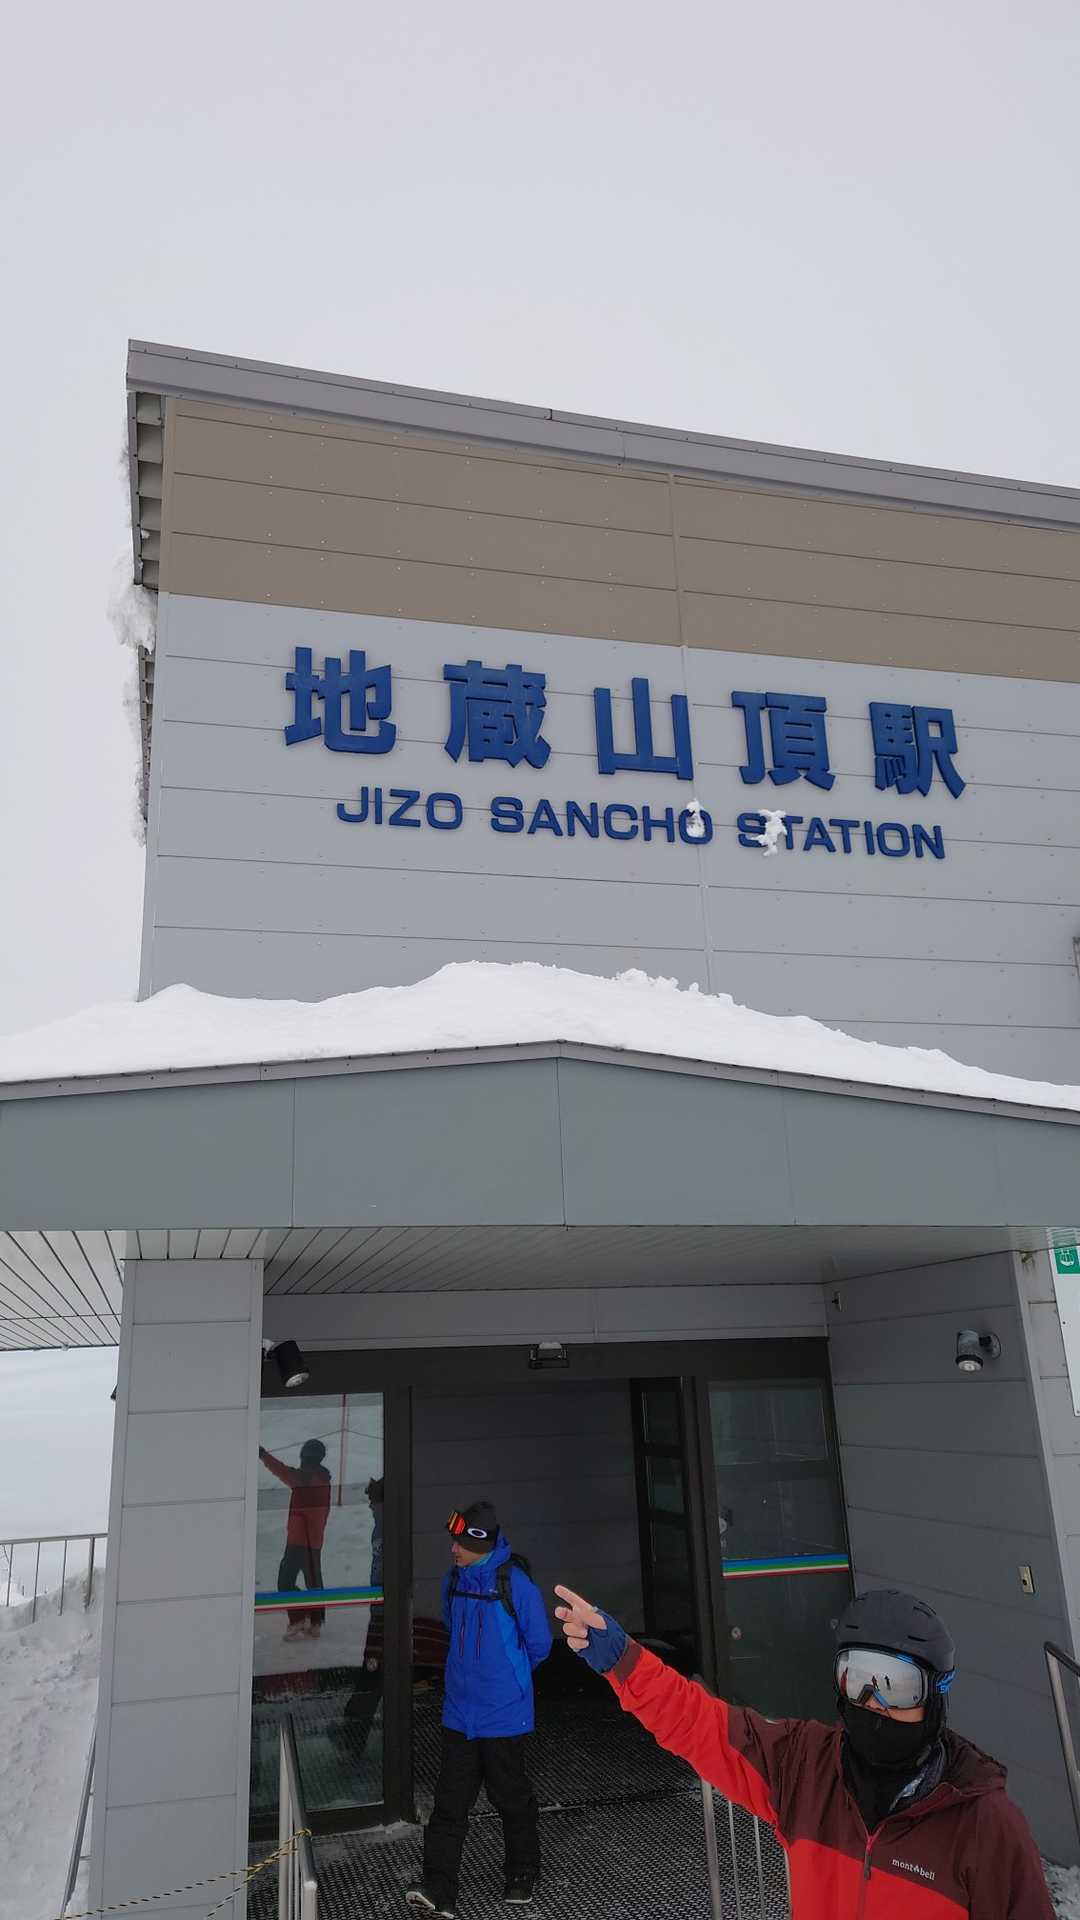 地蔵山頂駅
JIZO SANCHO STATION
mont-bell